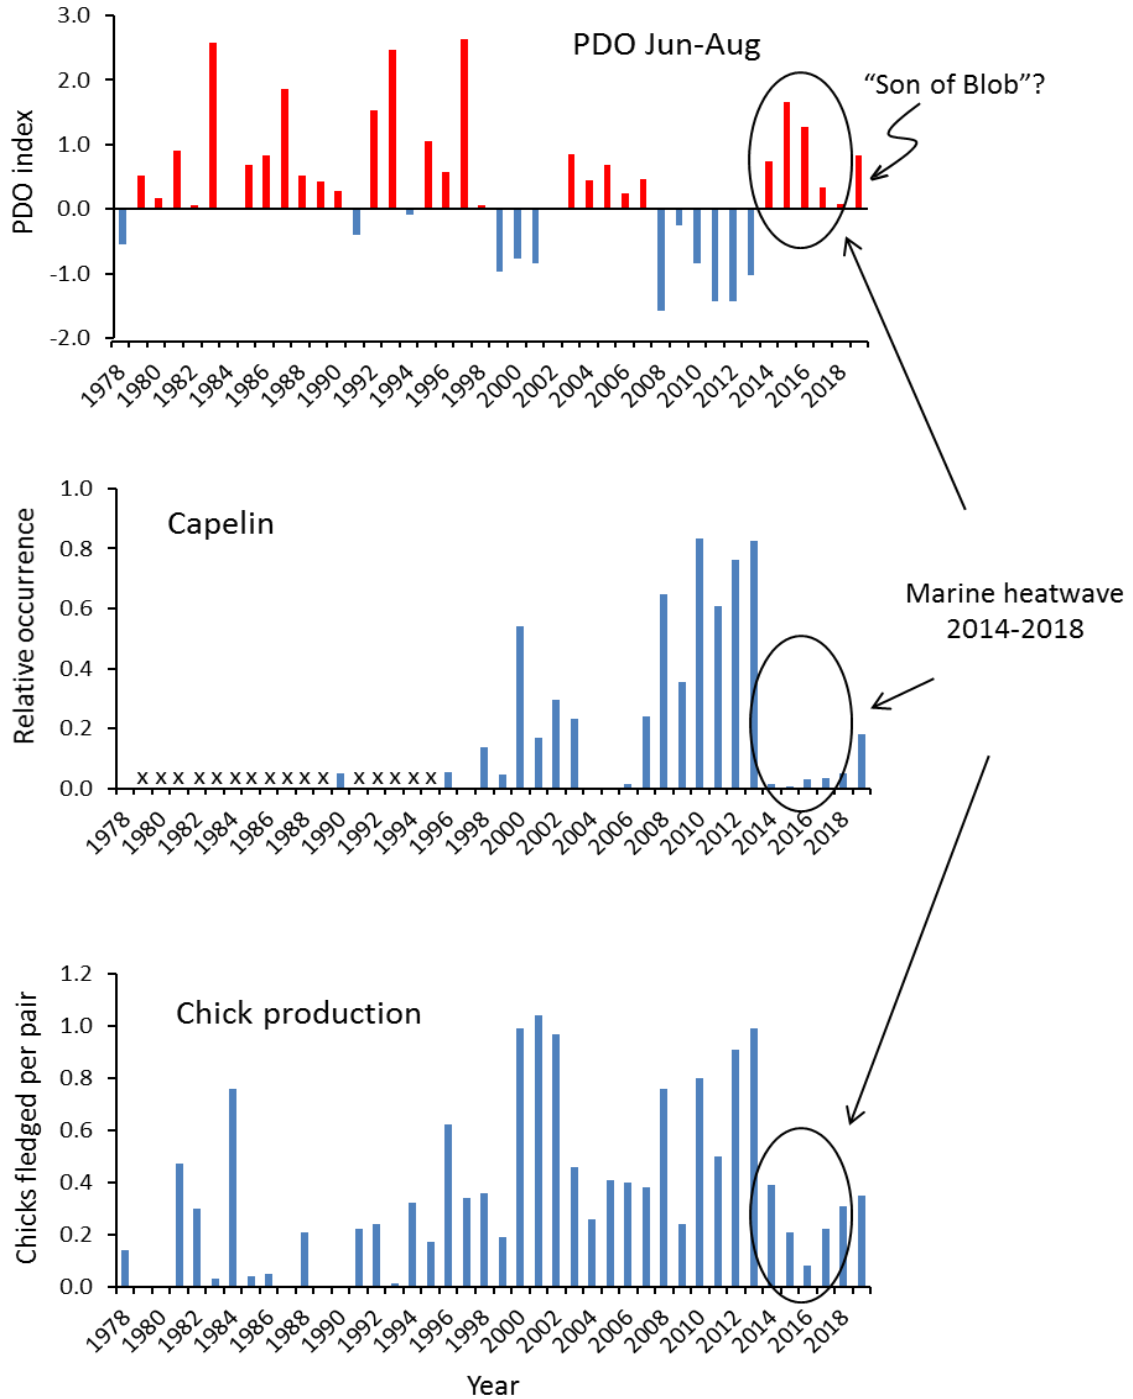 PDO Jun-Aug
"Son of Blob"?
PDO index
3.0
2.0
1.0
0.0
-1.0
-2.0
1978 1980 1982 1984 1986 1988 1990 1992 1994 1996 1998 2000 2002 2004 2006 2008 2010 2012 2014 2016 2018
Capelin
Relative occurrence
1.0
0.8
0.6
0.4
0.2
0.0
x x x x x x x x x x x x x x x x
1978 1980 1982 1984 1986 1988 1990 1992 1994 1996 1998 2000 2002 2004 2006 2008 2010 2012 2014 2016 2018
Marine heatwave
2014-2018
Chick production
Chicks fledged per pair
1.2
1.0
0.8
0.6
0.4
0.2
0.0
1978 1980 1982 1984 1986 1988 1990 1992 1994 1996 1998 2000 2002 2004 2006 2008 2010 2012 2014 2016 2018
Year